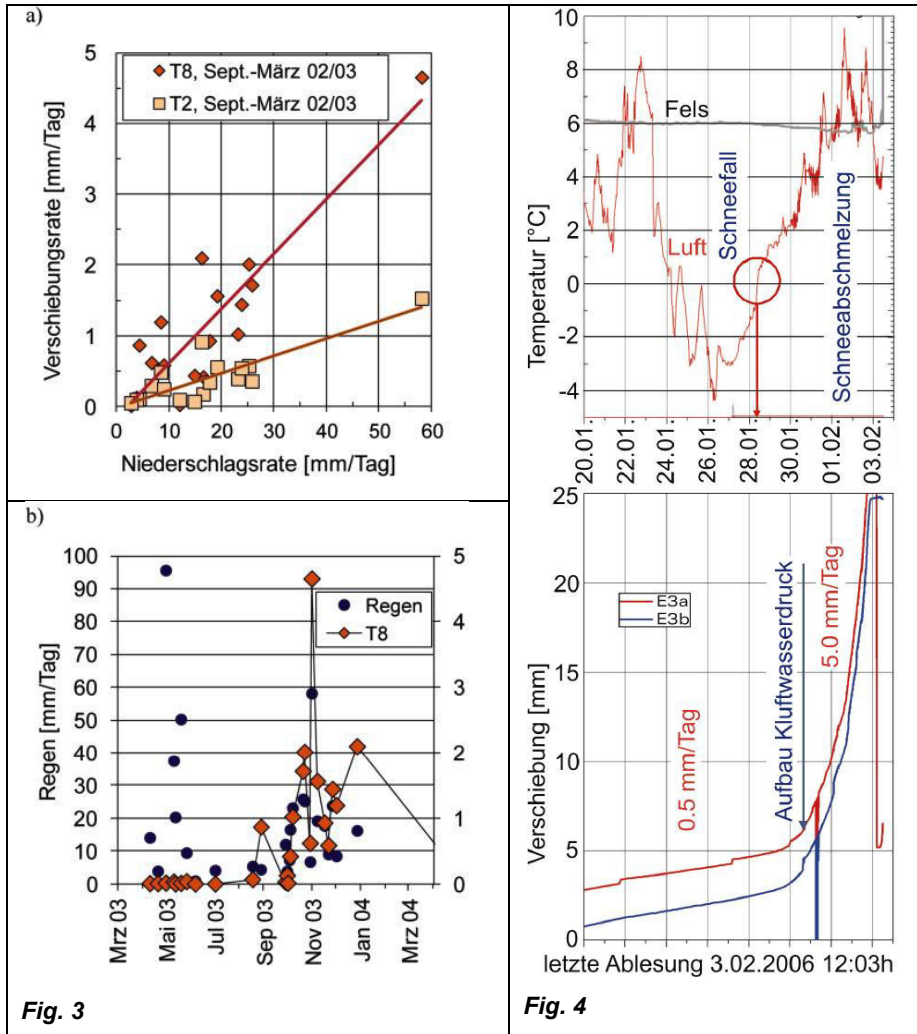 a)
Verschiebungsrate [mm/Tag]
5
4
3
2
1
0
T8, Sept.-März 02/03
T2, Sept.-März 02/03
0 10 20 30 40 50 60
Niederschlagsrate [mm/Tag]
b)
Regen [mm/Tag]
100
90
80
70
60
50
40
30
20
10
0
5
4
3
2
1
0
Regen
T8
Mrz 03
Mai 03
Jul 03
Sep 03
Nov 03
Jan 04
Mrz 04
Fig. 3
Temperatur [°C]
10
8
6
4
2
0
-2
-4
Fels
Luft
Schneefall
Schneeabschmelzung
20.01.
22.01.
24.01.
26.01.
28.01.
30.01.
01.02.
03.02.
Verschiebung [mm]
25
20
15
10
5
0
E3a
E3b
0.5 mm/Tag
Aufbau Kluftwasserdruck
5.0 mm/Tag
letzte Ablesung 3.02.2006 12:03h
Fig. 4